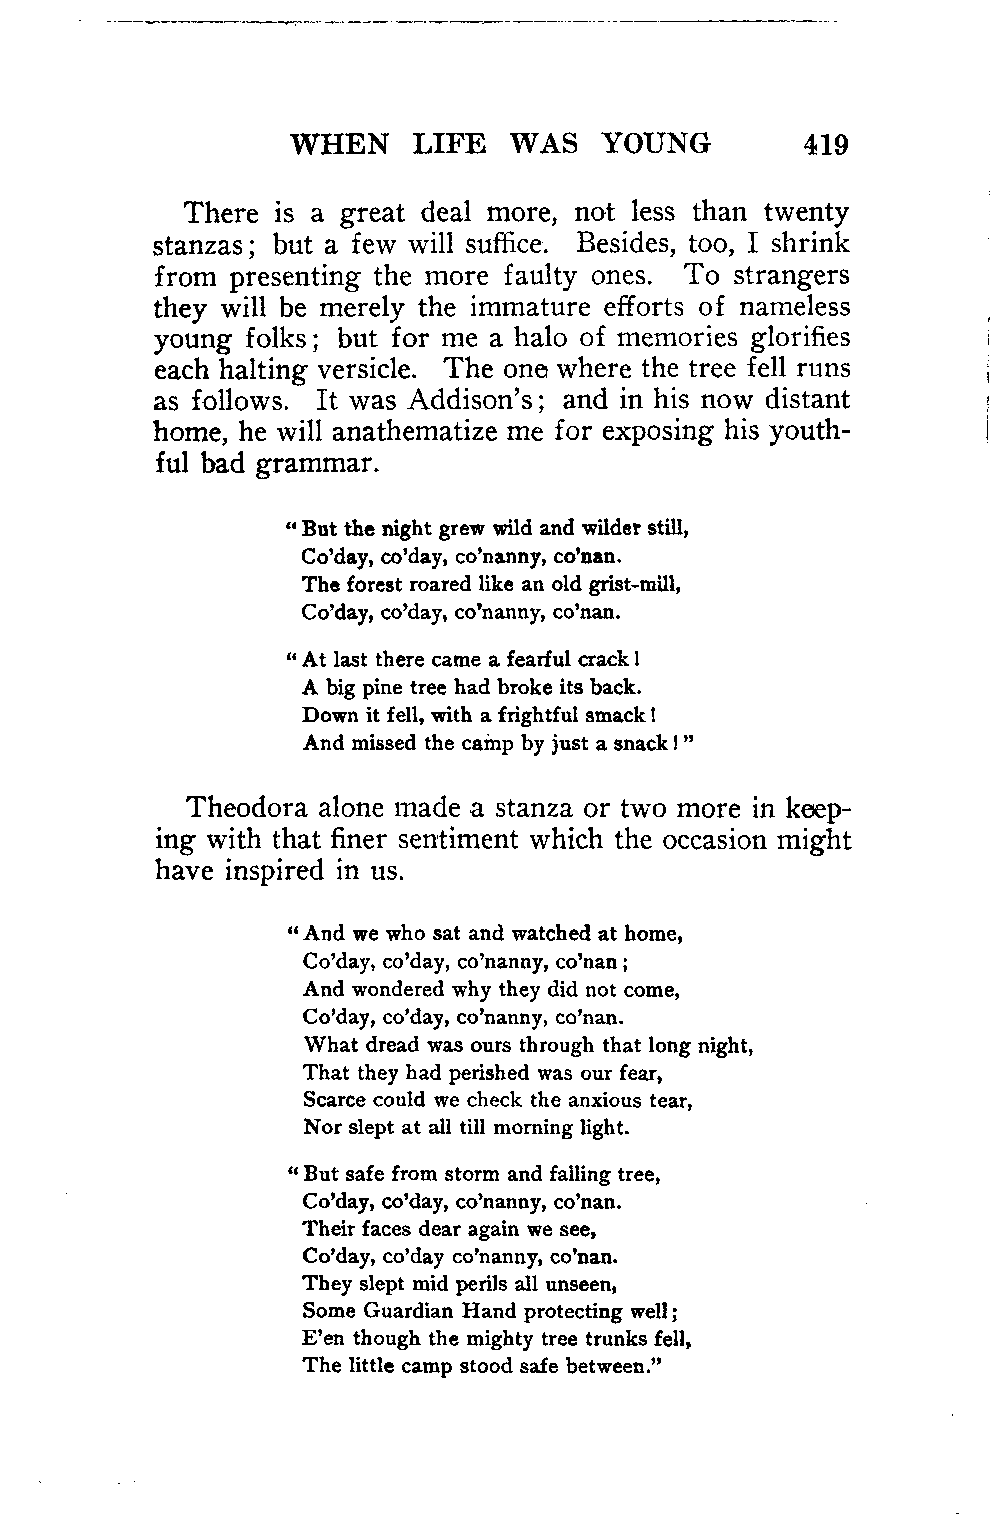 WHEN LIFE WAS YOUNG 419
There is a great deal more, not less than twenty
stanzas; but a few will suffice. Besides, too, I shrink
from presenting the more faulty ones. To strangers
they will be merely the immature efforts of nameless
young folks; but for me a halo of memories glorifies
each halting versicle. The one where the tree fell runs
as follows. It was Addison's; and in his now distant
home, he will anathematize me for exposing his youth-
ful bad grammar.
"But the night grew wild and wilder still,
Co'day, co'day, co'nanny, co'nan.
The forest roared like an old grist-mill,
Co'day, co'day, co'nanny, co'nan.
"At last there came a fearful crack!
A big pine tree had broke its back.
Down it fell, with a frightful smack!
And missed the camp by just a snack!"
Theodora alone made a stanza or two more in keep-
ing with that finer sentiment which the occasion might
have inspired in us.
"And we who sat and watched at home,
Co'day, co'day, co'nanny, co'nan;
And wondered why they did not come,
Co'day, co'day, co'nanny, co'nan.
What dread was ours through that long night,
That they had perished was our fear,
Scarce could we check the anxious tear,
Nor slept at all till morning light.
"But safe from storm and falling tree,
Co'day, co'day, co'nanny, co'nan.
Their faces dear again we see,
Co'day, co'day co'nanny, co'nan.
They slept mid perils all unseen,
Some Guardian Hand protecting well;
E'en though the mighty tree trunks fell,
The little camp stood safe between."